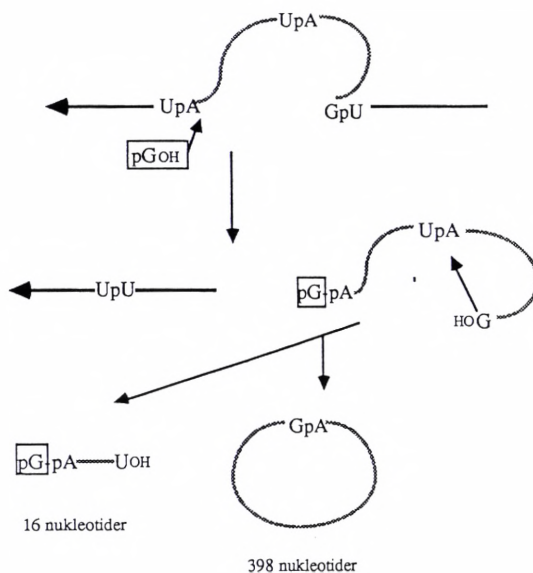 UpA
UpA
GpU
pGOH
UpA
UpU
pG-pA
HOG
GpA
pG-pA UOH
16 nukleotider
398 nukleotider